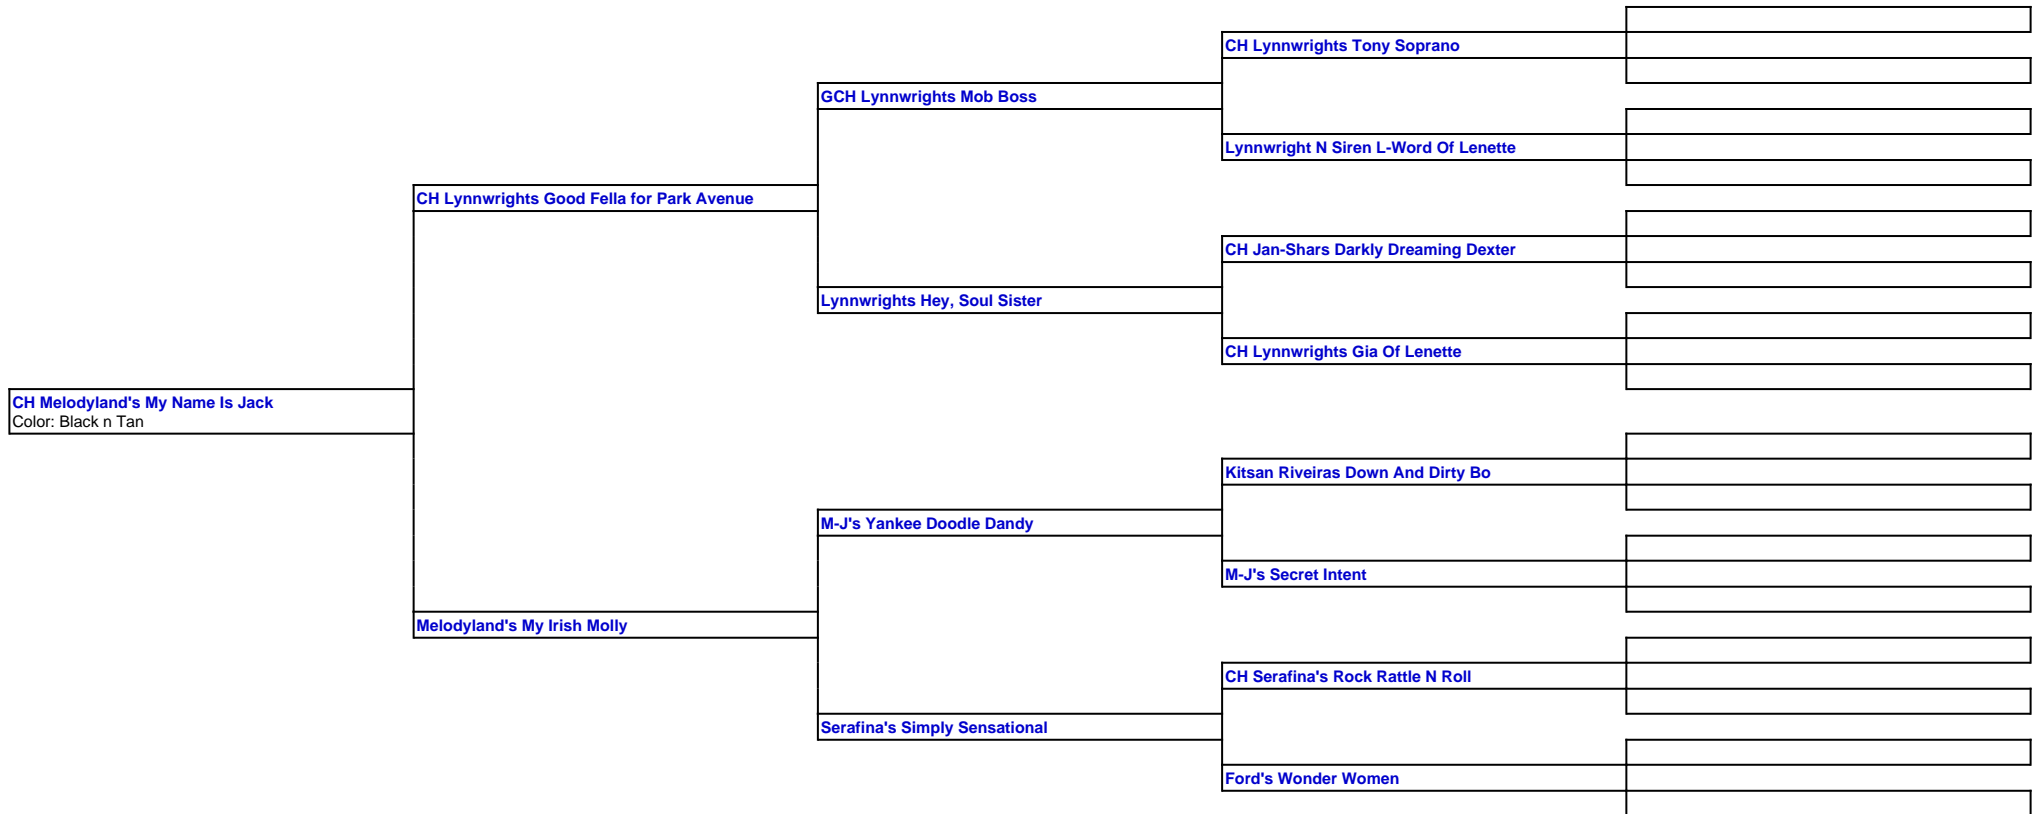 CH Lynnwrights Tony Soprano
GCH Lynnwrights Mob Boss
Lynnwright N Siren L-Word Of Lenette
CH Lynnwrights Good Fella for Park Avenue
CH Jan-Shars Darkly Dreaming Dexter
Lynnwrights Hey, Soul Sister
CH Lynnwrights Gia Of Lenette
CH Melodyland's My Name Is Jack
Color: Black n Tan
Kitsan Riveiras Down And Dirty Bo
M-J's Yankee Doodle Dandy
M-J's Secret Intent
Melodyland's My Irish Molly
CH Serafina's Rock Rattle N Roll
Serafina's Simply Sensational
Ford's Wonder Women